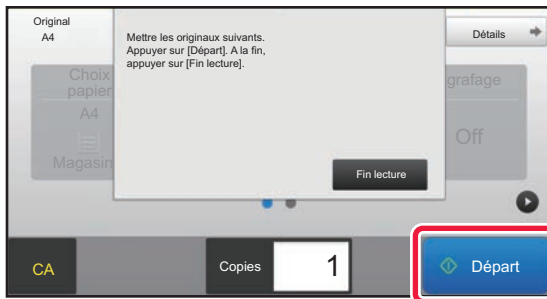 Original
A4
Mettre les originaux suivants.
Appuyer sur [Départ]. A la fin,
appuyer sur [Fin lecture].
Détails
Choix
papier
A4
Magasin
grafage
Off
Fin lecture
CA
Copies
1
Départ